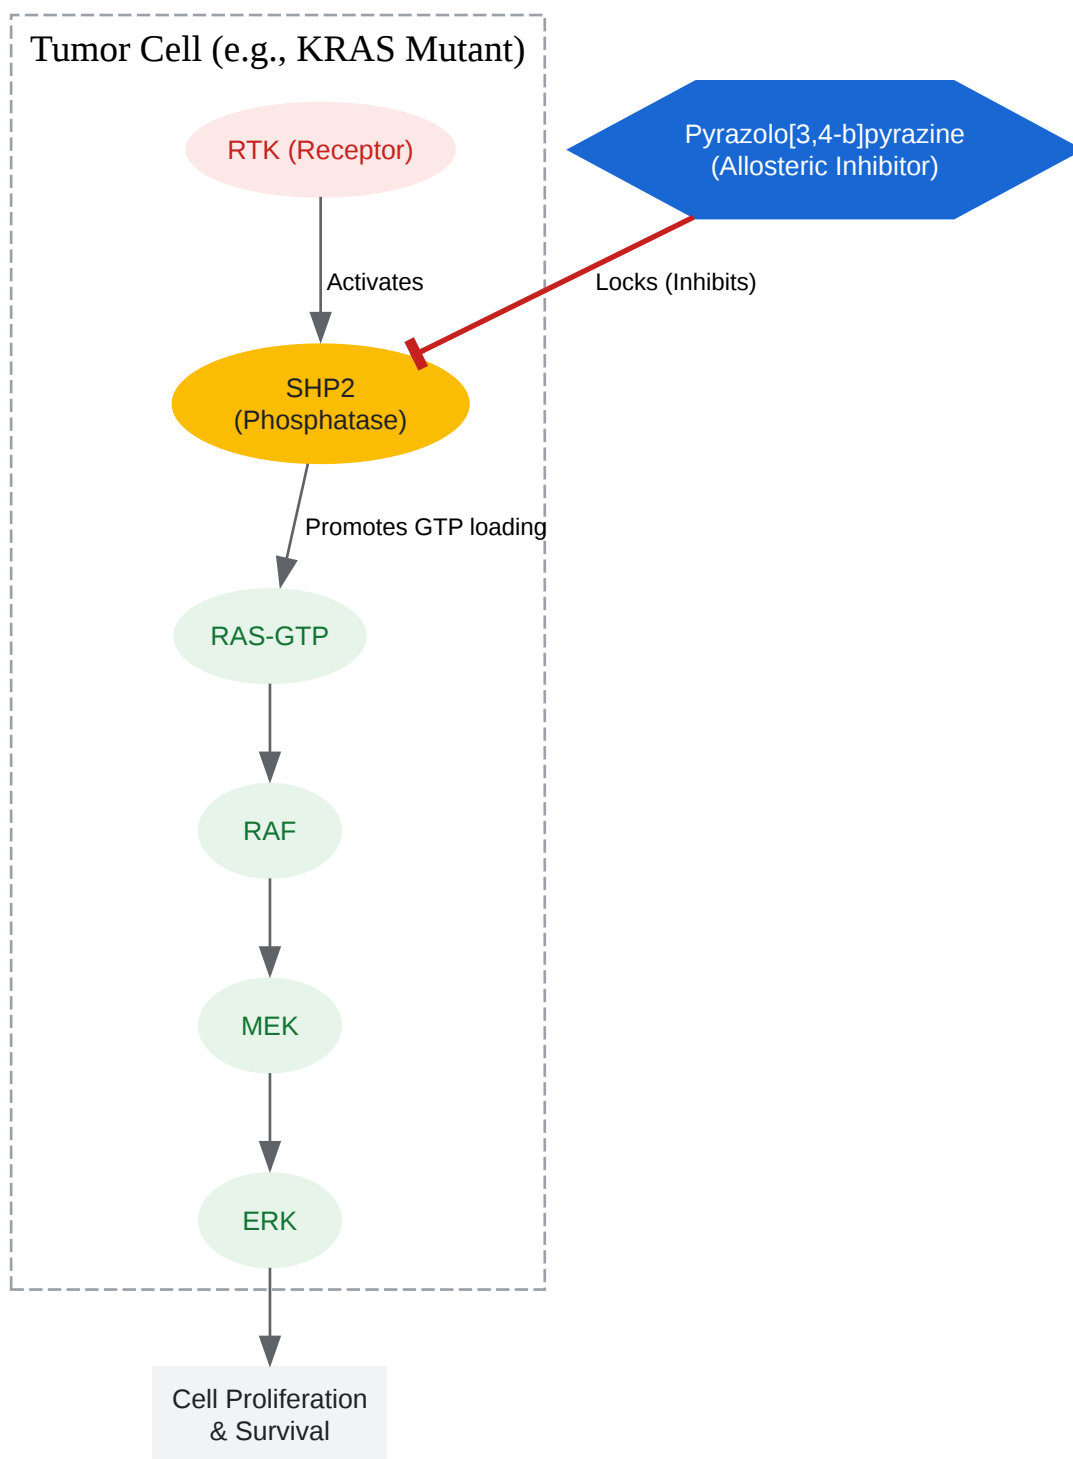 Tumor Cell (e.g., KRAS Mutant)
RTK (Receptor)
Pyrazolo[3,4-b]pyrazine
(Allosteric Inhibitor)
Activates
Locks (Inhibits)
SHP2
(Phosphatase)
Promotes GTP loading
RAS-GTP
RAF
MEK
ERK
Cell Proliferation
& Survival